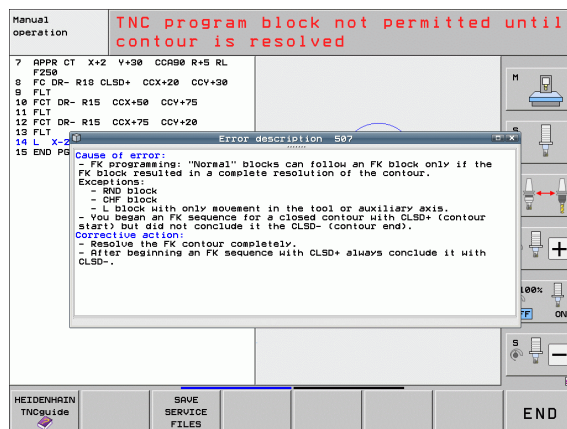 Manual
operation
TNC program block not permitted until
contour is resolved
7 APPR CT X+2 Y+30 CCA90 R+5 RL
F250
8 FC DR- R18 CLSD+ CCX+20 CCY+30
9 FLT
10 FCT DR- R15 CCX+50 CCY+75
11 FLT
12 FCT DR- R15 CCX+75 CCY+20
13 FLT
14 L X-2
15 END PG
Error description 507
Cause of error:
- FK programming: "Normal" blocks can follow an FK block only if the
FK block resulted in a complete resolution of the contour.
Exceptions:
- RND block
- CHF block
- L block with only movement in the tool or auxiliary axis.
- You began an FK sequence for a closed contour with CLSD+ (contour
start) but did not conclude it the CLSD- (contour end).
Corrective action:
- Resolve the FK contour completely.
- After beginning an FK sequence with CLSD+ always conclude it with
CLSD-.
M
S
100%
FF ON
S
HEIDENHAIN
TNCguide
SAVE
SERVICE
FILES
END